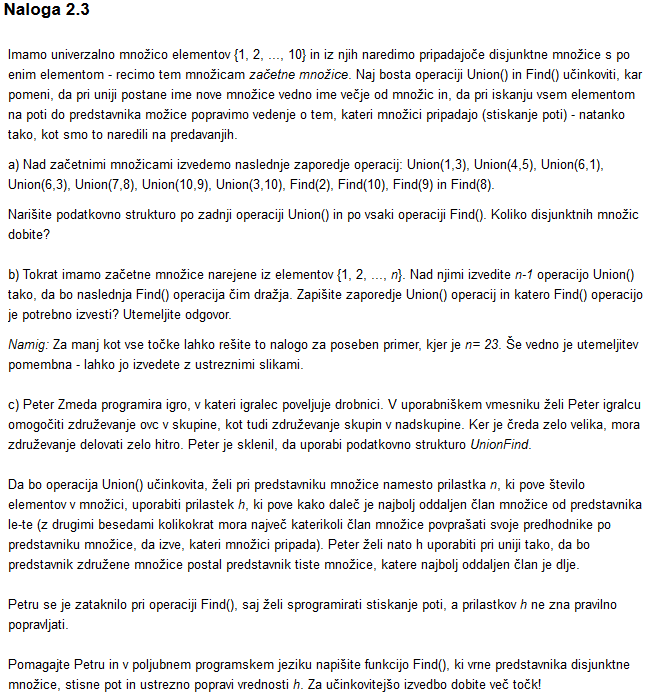 Naloga 2.3
Imamo univerzalno množico elementov {1, 2, ..., 10} in iz njih naredimo pripadajoče disjunktne množice s po
enim elementom - recimo tem množicam začetne množice. Naj bosta operaciji Union() in Find() učinkoviti, kar
pomeni, da pri uniji postane ime nove množice vedno ime večje od množic in, da pri iskanju vsem elementom
na poti do predstavnika možice popravimo vedenje o tem, kateri množici pripadajo (stiskanje poti) - natanko
tako, kot smo to naredili na predavanjih.
a) Nad začetnimi množicami izvedemo naslednje zaporedje operacij: Union(1,3), Union(4,5), Union(6,1),
Union(6,3), Union(7,8), Union(10,9), Union(3,10), Find(2), Find(10), Find(9) in Find(8).
Narišite podatkovno strukturo po zadnji operaciji Union() in po vsaki operaciji Find(). Koliko disjunktnih množic
dobite?
b) Tokrat imamo začetne množice narejene iz elementov {1, 2, ..., n}. Nad njimi izvedite n-1 operacijo Union()
tako, da bo naslednja Find() operacija čim dražja. Zapišite zaporedje Union() operacij in katero Find() operacijo
je potrebno izvesti? Utemeljite odgovor.
Namig: Za manj kot vse točke lahko rešite to nalogo za poseben primer, kjer je n= 23. Še vedno je utemeljitev
pomembna - lahko jo izvedete z ustreznimi slikami.
c) Peter Zmeda programira igro, v kateri igralec poveljuje drobnici. V uporabniškem vmesniku želi Peter igralcu
omogočiti združevanje ovc v skupine, kot tudi združevanje skupin v nadskupine. Ker je čreda zelo velika, mora
združevanje delovati zelo hitro. Peter je sklenil, da uporabi podatkovno strukturo UnionFind.
Da bo operacija Union() učinkovita, želi pri predstavniku množice namesto prilastka n, ki pove število
elementov v množici, uporabiti prilastek h, ki pove kako daleč je najbolj oddaljen član množice od predstavnika
le-te (z drugimi besedami kolikokrat mora največ katerikoli član množice povprašati svoje predhodnike po
predstavniku množice, da izve, kateri množici pripada). Peter želi nato h uporabiti pri uniji tako, da bo
predstavnik združene množice postal predstavnik tiste množice, katere najbolj oddaljen član je dlje.
Petru se je zataknilo pri operaciji Find(), saj želi sprogramirati stiskanje poti, a prilastkov h ne zna pravilno
popravljati.
Pomagajte Petru in v poljubnem programskem jeziku napišite funkcijo Find(), ki vrne predstavnika disjunktne
množice, stisne pot in ustrezno popravi vrednosti h. Za učinkovitejšo izvedbo dobite več točk!